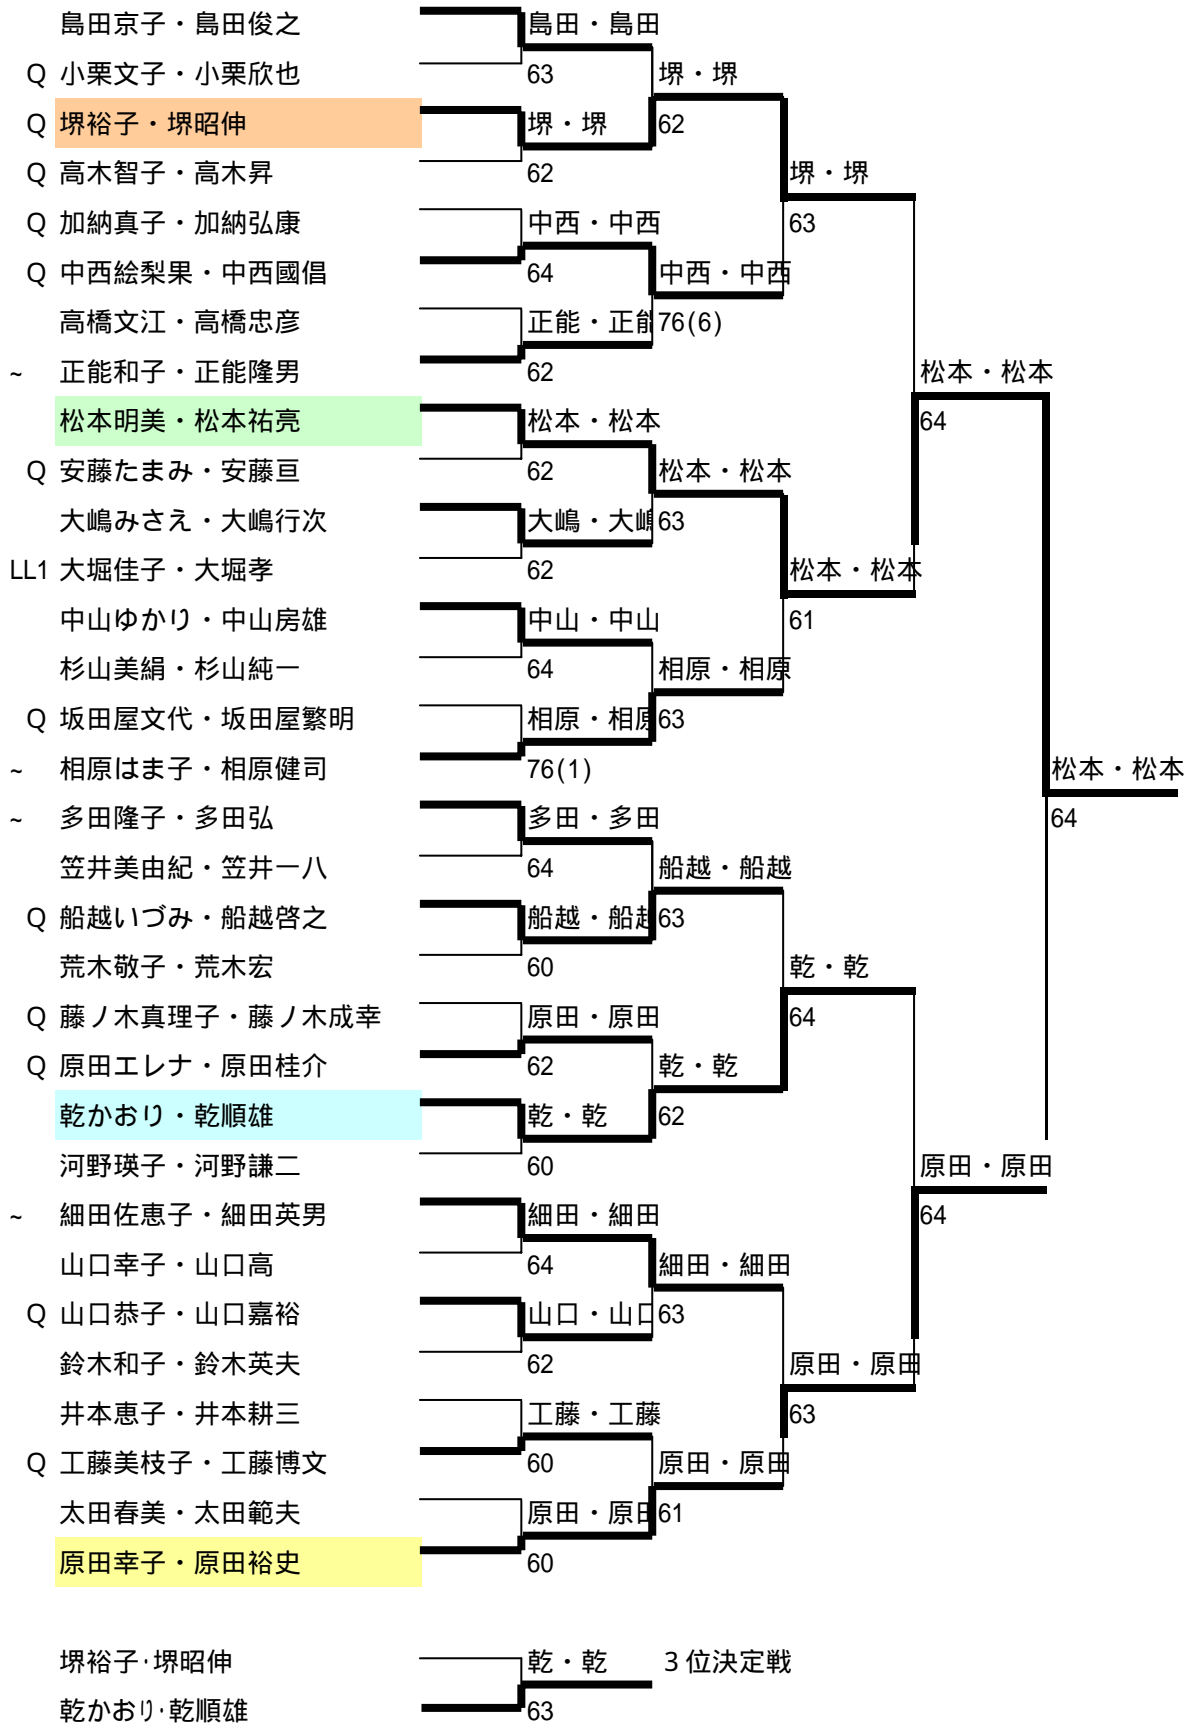 島田京子・島田俊之 島田・島田
Q 小栗文子・小栗欣也 63 堺・堺
Q 堺裕子・堺昭伸 堺・堺 62
Q 高木智子・高木昇 62 堺・堺
Q 加納真子・加納弘康 中西・中西 63
Q 中西絵梨果・中西國倡 64 中西・中西
高橋文江・高橋忠彦 正能・正能 76(6)
~ 正能和子・正能隆男 62 松本・松本
松本明美・松本祐亮 松本・松本 64
Q 安藤たまみ・安藤亘 62 松本・松本
大嶋みさえ・大嶋行次 大嶋・大嶋 63
LL1 大堀佳子・大堀孝 62 松本・松本
中山ゆかり・中山房雄 中山・中山 61
杉山美絹・杉山純一 64 相原・相原
Q 坂田屋文代・坂田屋繁明 相原・相原 63
~ 相原はま子・相原健司 76(1) 松本・松本
~ 多田隆子・多田弘 多田・多田 64
笠井美由紀・笠井一八 64 船越・船越
Q 船越いづみ・船越啓之 船越・船越 63
荒木敬子・荒木宏 60 乾・乾
Q 藤ノ木真理子・藤ノ木成幸 原田・原田 64
Q 原田エレナ・原田桂介 62 乾・乾
乾かおり・乾順雄 乾・乾 62
河野瑛子・河野謙二 60 原田・原田
~ 細田佐恵子・細田英男 細田・細田 64
山口幸子・山口高 64 細田・細田
Q 山口恭子・山口嘉裕 山口・山口 63
鈴木和子・鈴木英夫 62 原田・原田
井本恵子・井本耕三 工藤・工藤 63
Q 工藤美枝子・工藤博文 60 原田・原田
太田春美・太田範夫 原田・原田 61
原田幸子・原田裕史 60
堺裕子・堺昭伸 乾・乾 3位決定戦
乾かおり・乾順雄 63